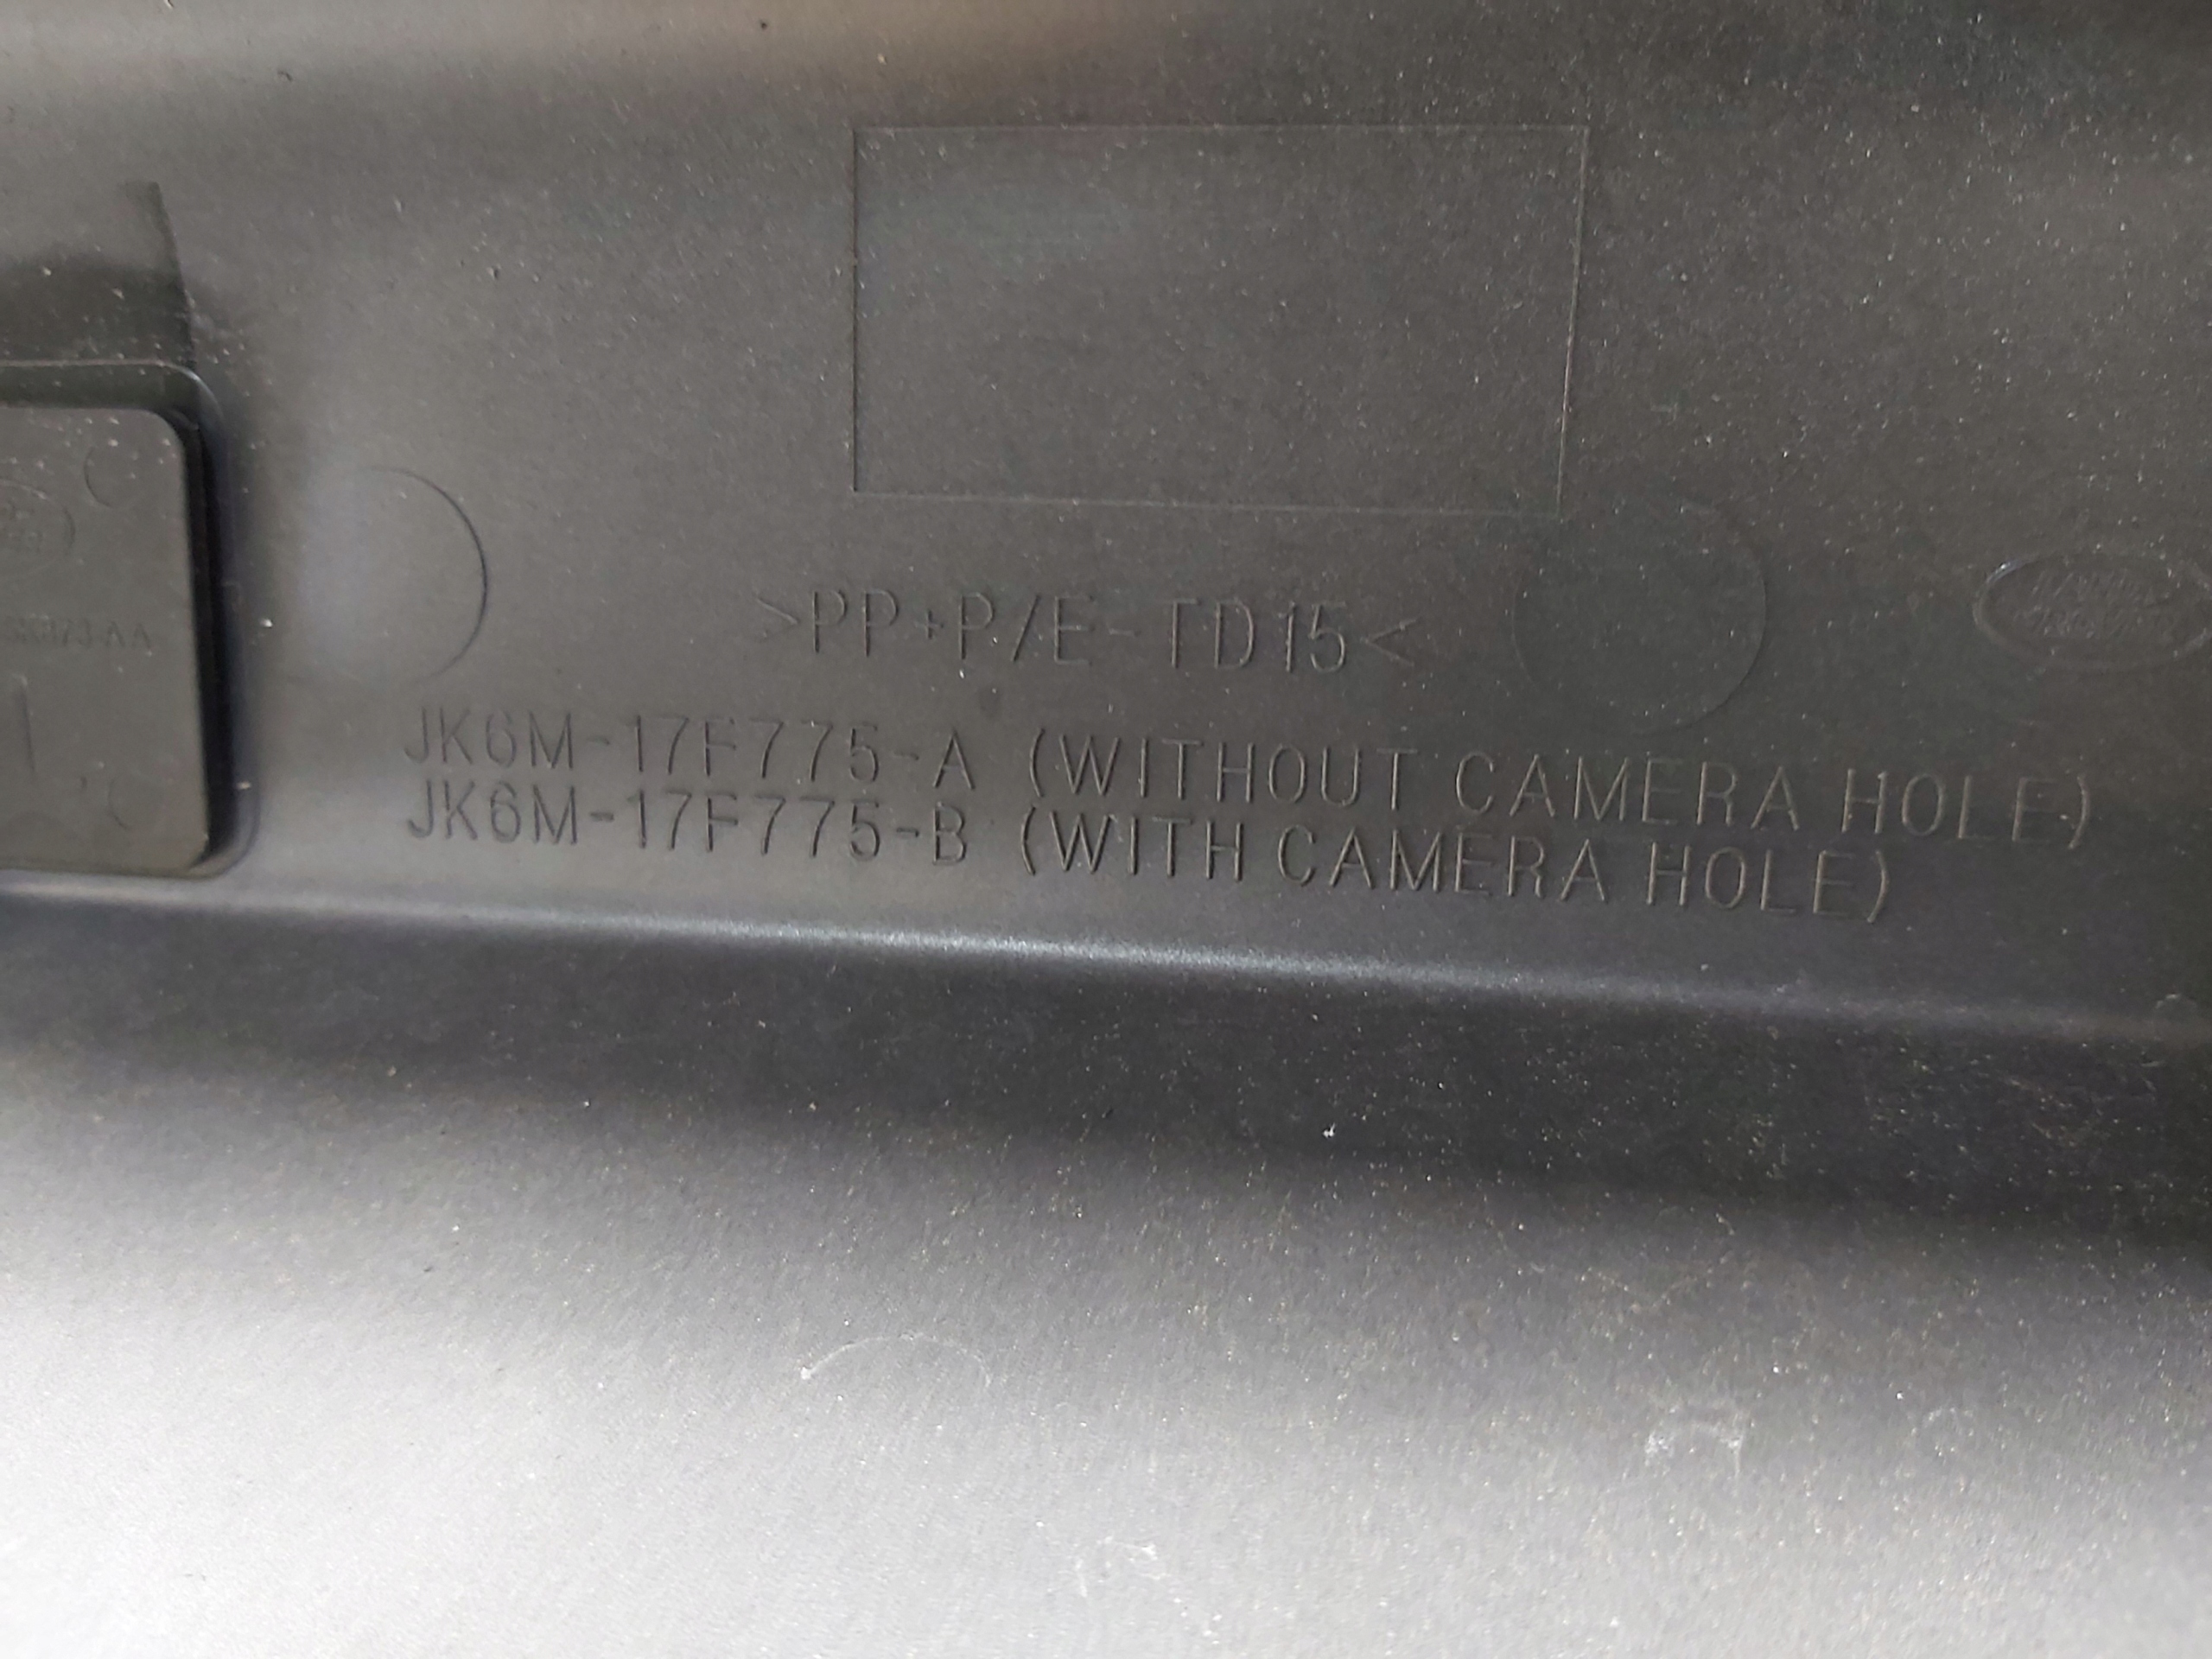 >PP+P/E-TD15<
JK6M-17F775-A (WITHOUT CAMERA HOLE)
JK6M-17F775-B (WITH CAMERA HOLE)